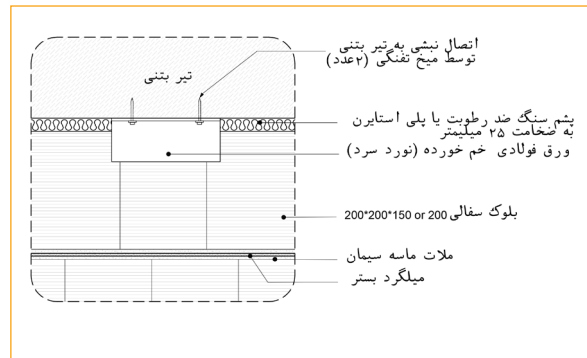 اتصال نبشی به تیر بتنی
توسط میخ تفنگی (۲عدد)
تیر بتنی
پشم سنگ ضد رطوبت یا پلی استایرن
به ضخامت ۲۵ میلیمتر
ورق فولادی خم خورده (نورد سرد)
بلوک سفالی 200*200*150 or 200
ملات ماسه سیمان
میلگرد بستر